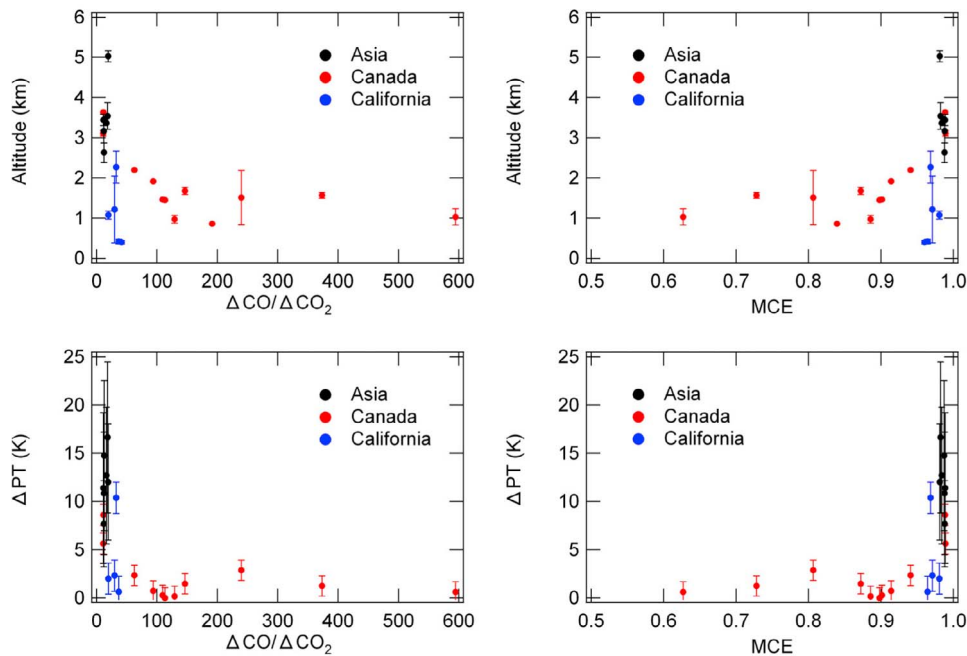 6
5
4
3
2
1
0
Altitude (km)
Asia
Canada
California
0 100 200 300 400 500 600
ΔCO/ΔCO₂
6
5
4
3
2
1
0
Altitude (km)
Asia
Canada
California
0.5 0.6 0.7 0.8 0.9 1.0
MCE
25
20
15
10
5
0
ΔPT (K)
Asia
Canada
California
0 100 200 300 400 500 600
ΔCO/ΔCO₂
25
20
15
10
5
0
ΔPT (K)
Asia
Canada
California
0.5 0.6 0.7 0.8 0.9 1.0
MCE